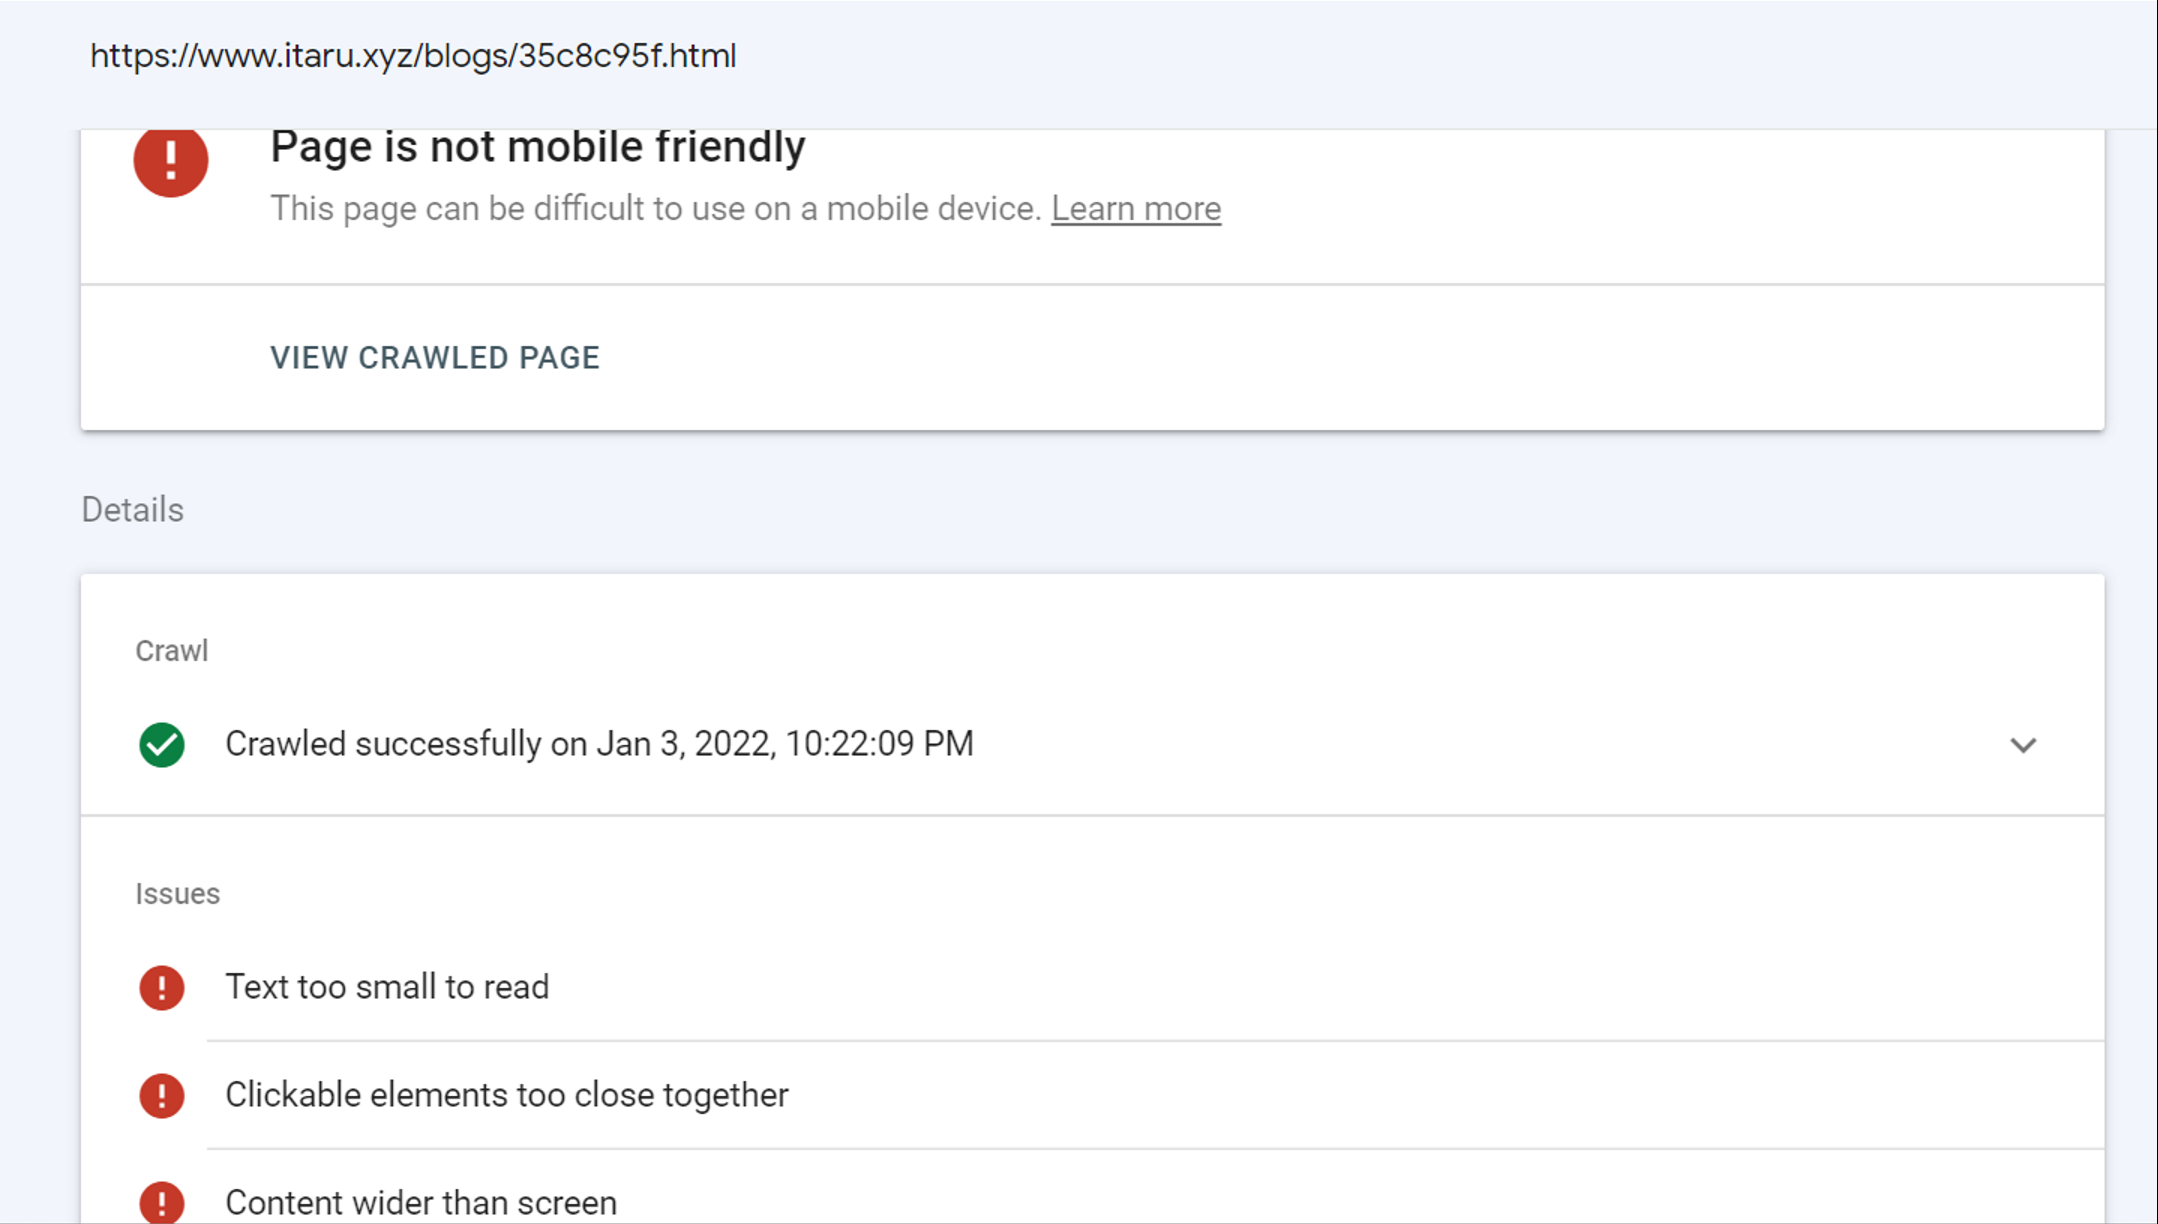 https://www.itaru.xyz/blogs/35c8c95f.html
Page is not mobile friendly
This page can be difficult to use on a mobile device. Learn more
VIEW CRAWLED PAGE
Details
Crawl
Crawled successfully on Jan 3, 2022, 10:22:09 PM
Issues
Text too small to read
Clickable elements too close together
Content wider than screen